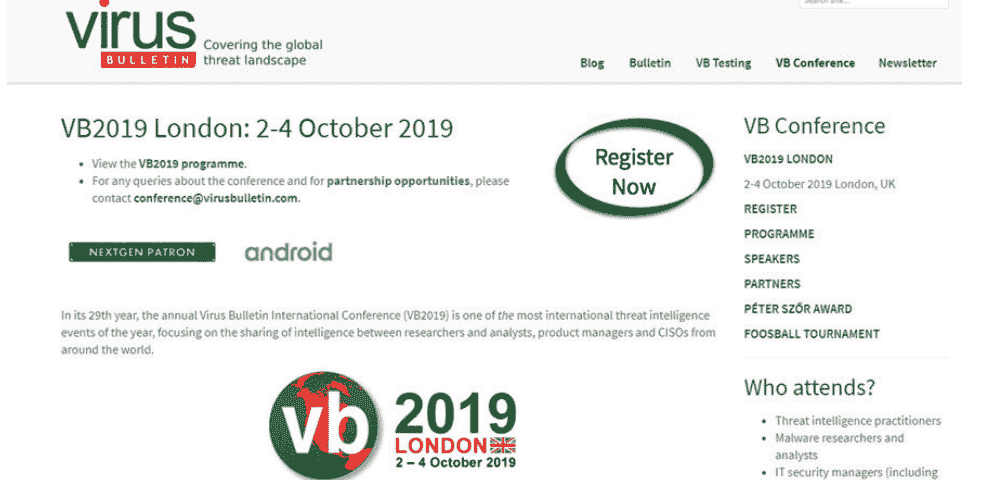 Search site...
virus
BULLETIN
Covering the global
threat landscape
Blog Bulletin VB Testing VB Conference Newsletter
VB2019 London: 2-4 October 2019
• View the VB2019 programme.
• For any queries about the conference and for partnership opportunities, please
contact conference@virusbulletin.com.
Register
Now
NEXTGEN PATRON
android
In its 29th year, the annual Virus Bulletin International Conference (VB2019) is one of the most international threat intelligence
events of the year, focusing on the sharing of intelligence between researchers and analysts, product managers and CISOs from
around the world.
vb
2019
LONDON
2 – 4 October 2019
VB Conference
VB2019 LONDON
2-4 October 2019 London, UK
REGISTER
PROGRAMME
SPEAKERS
PARTNERS
PÉTER SZŐR AWARD
FOOSBALL TOURNAMENT
Who attends?
• Threat intelligence practitioners
• Malware researchers and
analysts
• IT security managers (including